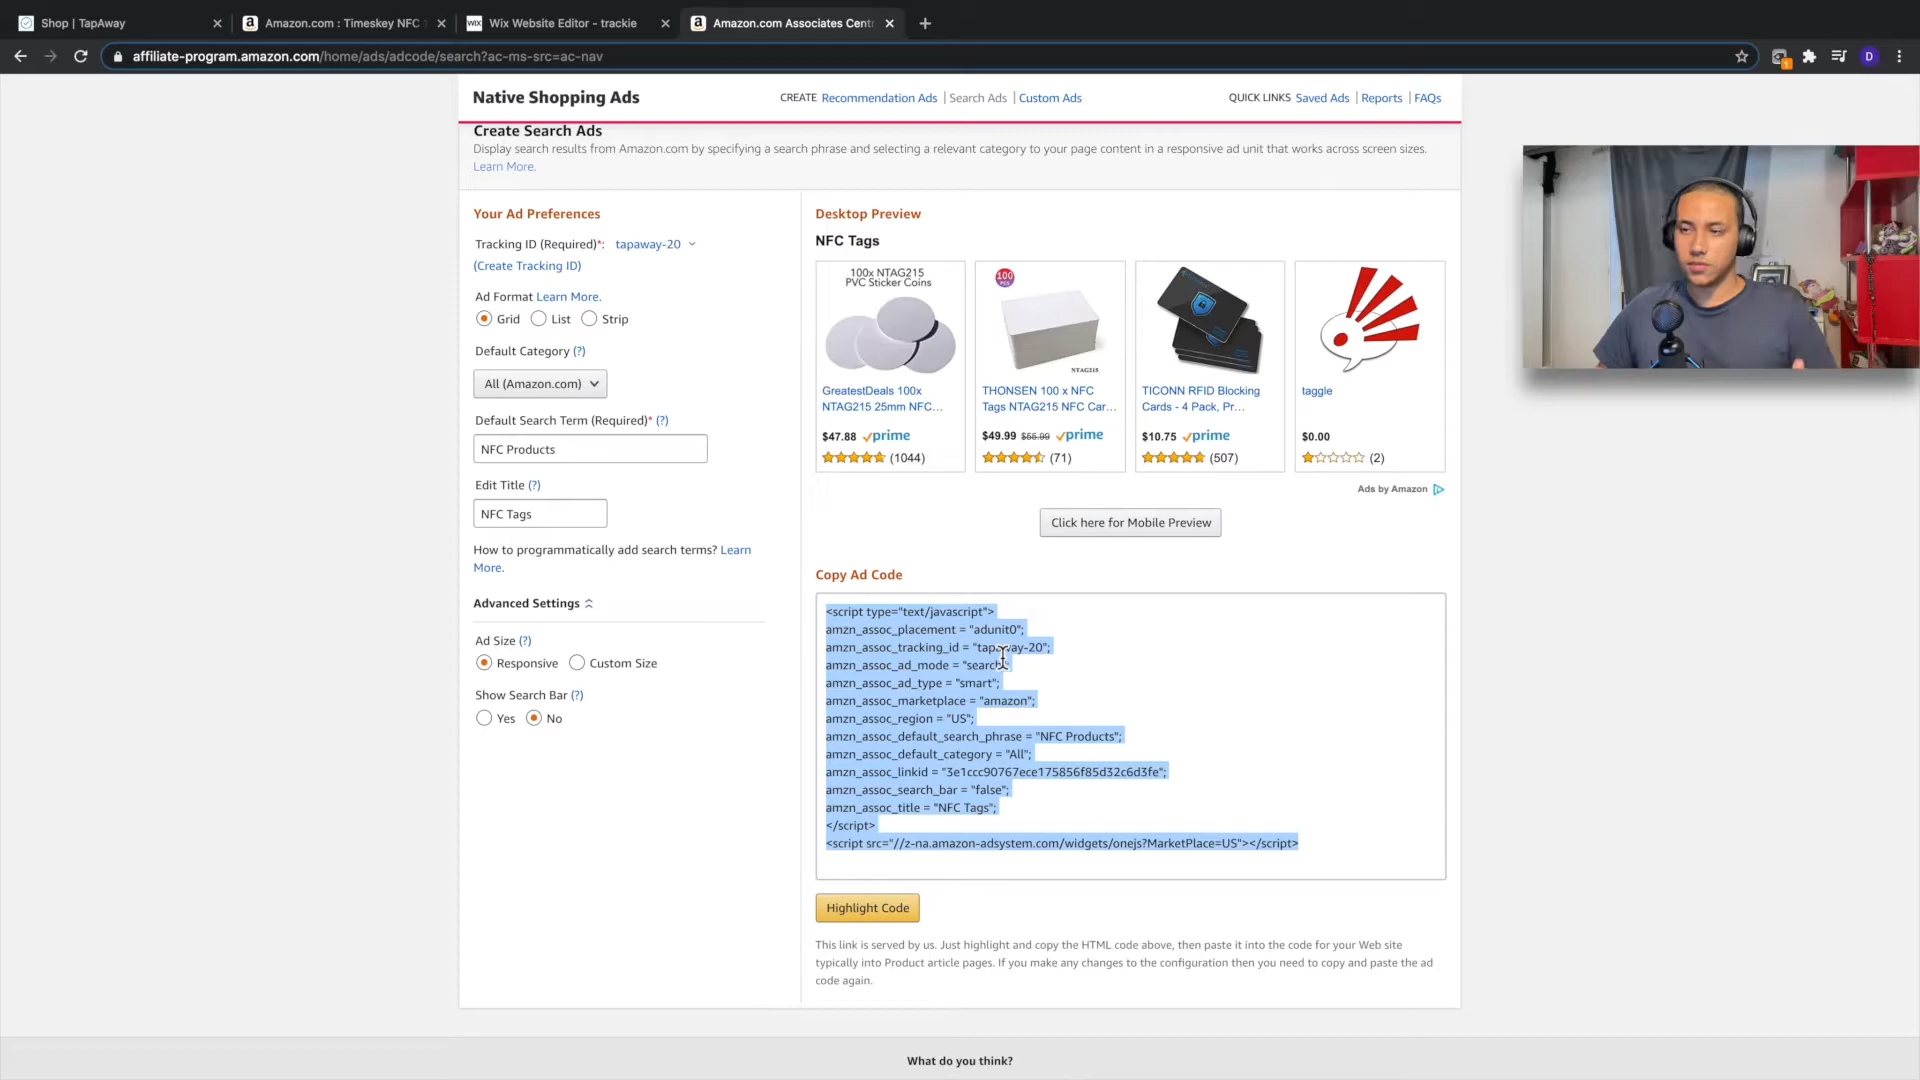 Shop | TapAway
Amazon.com : Timeskey NFC
Wix Website Editor - trackie
Amazon.com Associates Cent
affiliate-program.amazon.com/home/ads/adcode/search?ac-ms-src=ac-nav
1
D
Native Shopping Ads
CREATE Recommendation Ads | Search Ads | Custom Ads
QUICK LINKS Saved Ads | Reports | FAQs
Create Search Ads
Display search results from Amazon.com by specifying a search phrase and selecting a relevant category to your page content in a responsive ad unit that works across screen sizes.
Learn More.
Your Ad Preferences
Tracking ID (Required)*: tapaway-20
(Create Tracking ID)
Ad Format Learn More.
Grid List Strip
Default Category (?)
All (Amazon.com)
Default Search Term (Required)* (?)
NFC Products
Edit Title (?)
NFC Tags
How to programmatically add search terms? Learn
More.
Advanced Settings
Ad Size (?)
Responsive Custom Size
Show Search Bar (?)
Yes No
Desktop Preview
NFC Tags
100x NTAG215
PVC Sticker Coins
GreatestDeals 100x
NTAG215 25mm NFC...
$47.88 prime
(1044)
100
PCS
NTAG215
THONSEN 100 x NFC
Tags NTAG215 NFC Car...
$49.99 $55.99 prime
(71)
TICONN RFID Blocking
Cards - 4 Pack, Pr...
$10.75 prime
(507)
taggle
$0.00
(2)
Ads by Amazon
Click here for Mobile Preview
Copy Ad Code
<script type="text/javascript">
amzn_assoc_placement = "adunit0";
amzn_assoc_tracking_id = "tapaway-20";
amzn_assoc_ad_mode = "search";
amzn_assoc_ad_type = "smart";
amzn_assoc_marketplace = "amazon";
amzn_assoc_region = "US";
amzn_assoc_default_search_phrase = "NFC Products";
amzn_assoc_default_category = "All";
amzn_assoc_linkid = "3e1ccc90767ece175856f85d32c6d3fe";
amzn_assoc_search_bar = "false";
amzn_assoc_title = "NFC Tags";
</script>
<script src="//z-na.amazon-adsystem.com/widgets/onejs?MarketPlace=US"></script>
Highlight Code
This link is served by us. Just highlight and copy the HTML code above, then paste it into the code for your Web site
typically into Product article pages. If you make any changes to the configuration then you need to copy and paste the ad
code again.
What do you think?